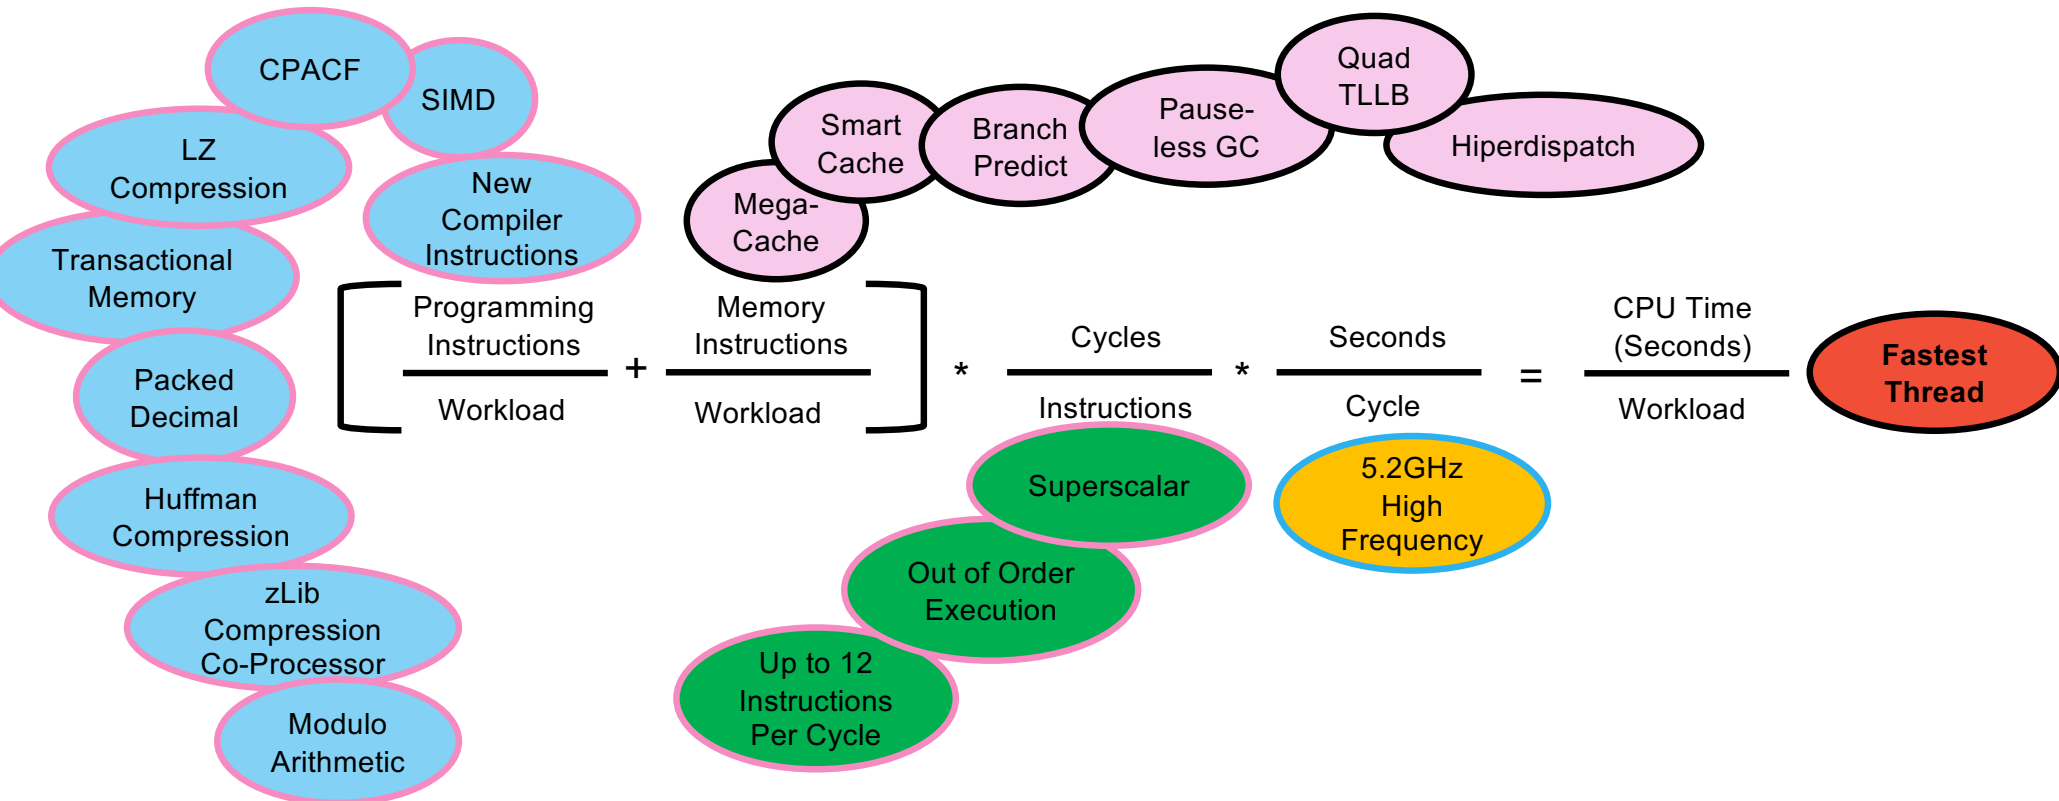 CPACF
SIMD
LZ
Compression
New
Compiler
Instructions
Transactional
Memory
Packed
Decimal
Huffman
Compression
zLib
Compression
Co-Processor
Modulo
Arithmetic
Mega-
Cache
Smart
Cache
Branch
Predict
Pause-
less GC
Quad
TLLB
Hiperdispatch
Programming
Instructions
Workload
+
Memory
Instructions
Workload
*
Cycles
Instructions
*
Seconds
Cycle
=
CPU Time
(Seconds)
Workload
Fastest
Thread
Superscalar
Out of Order
Execution
Up to 12
Instructions
Per Cycle
5.2GHz
High
Frequency